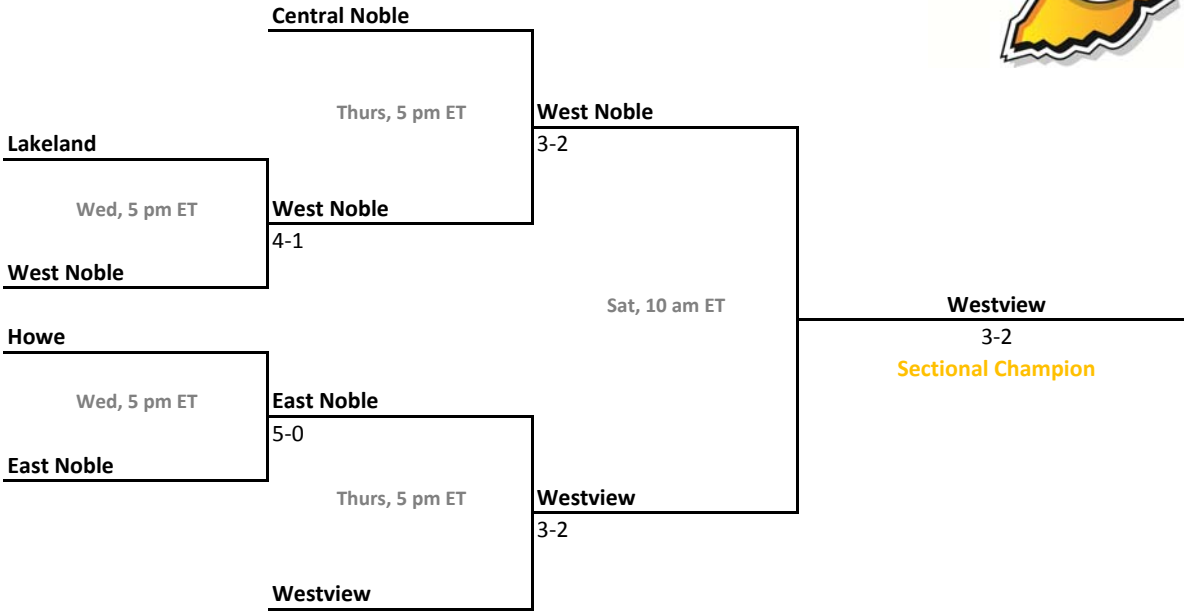 Central Noble
Thurs, 5 pm ET
West Noble
3-2
Lakeland
Wed, 5 pm ET
West Noble
4-1
West Noble
Sat, 10 am ET
Westview
3-2
Sectional Champion
Howe
Wed, 5 pm ET
East Noble
5-0
East Noble
Thurs, 5 pm ET
Westview
3-2
Westview